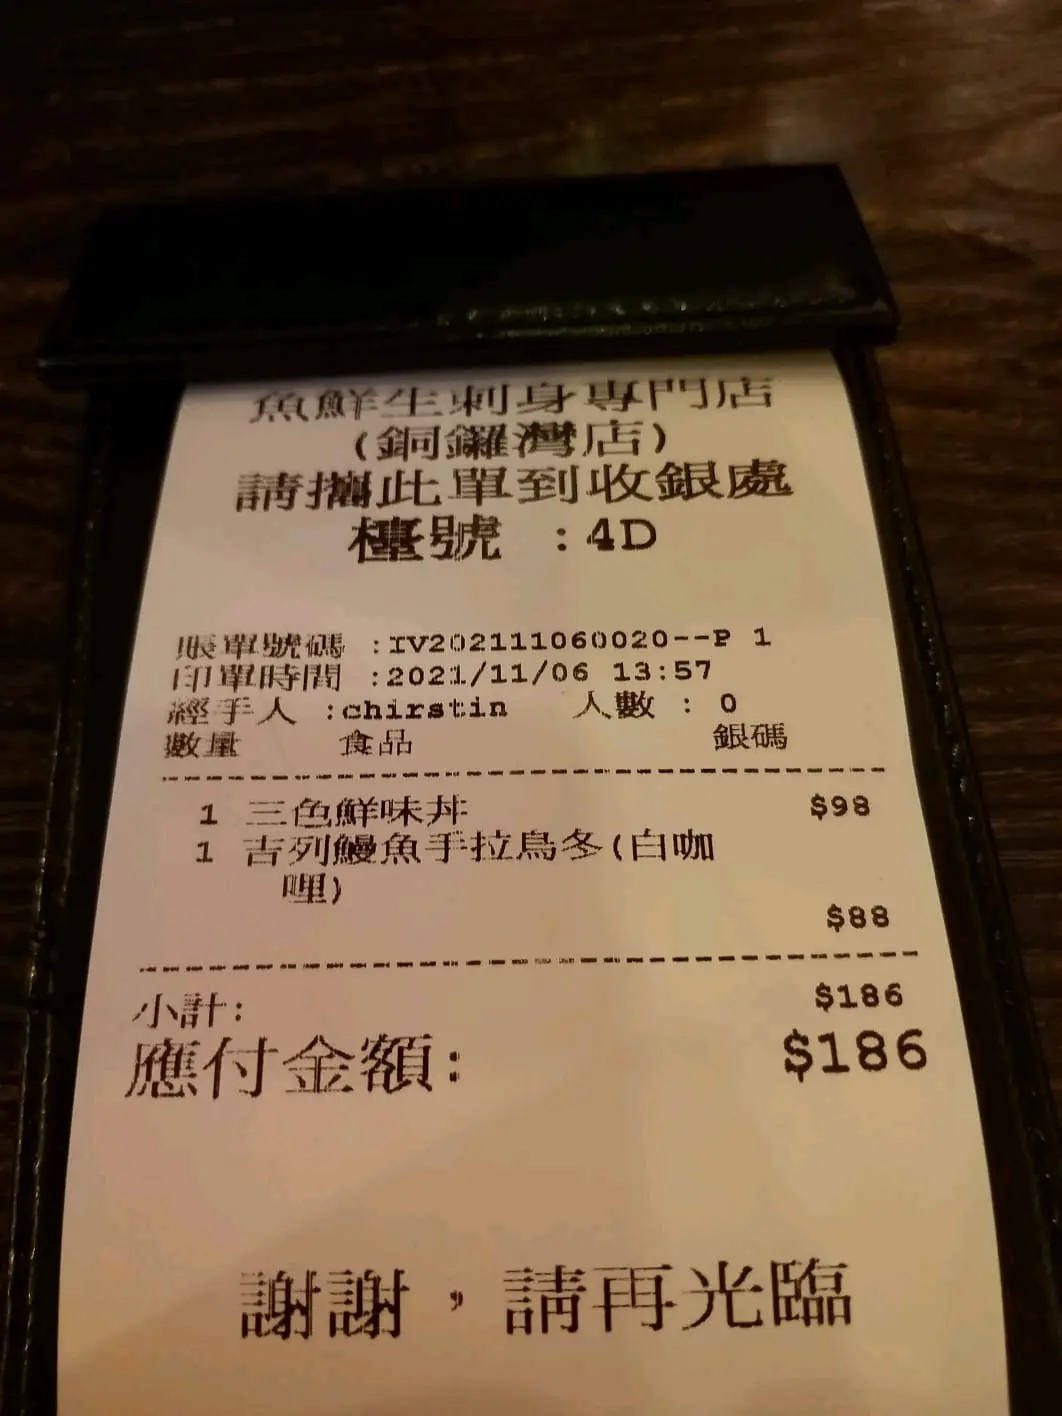 魚鮮生刺身專門店
(銅鑼灣店)
請攜此單到收銀處
檯號 :4D
賬單號碼 :IV202111060020--P 1
印單時間 :2021/11/06 13:57
經手人 :chirstin 人數 : 0
數量 食品 銀碼
1 三色鮮味丼 $98
1 吉列鰻魚手拉烏冬(白咖
哩)
$88
小計: $186
應付金額: $186
謝謝，請再光臨